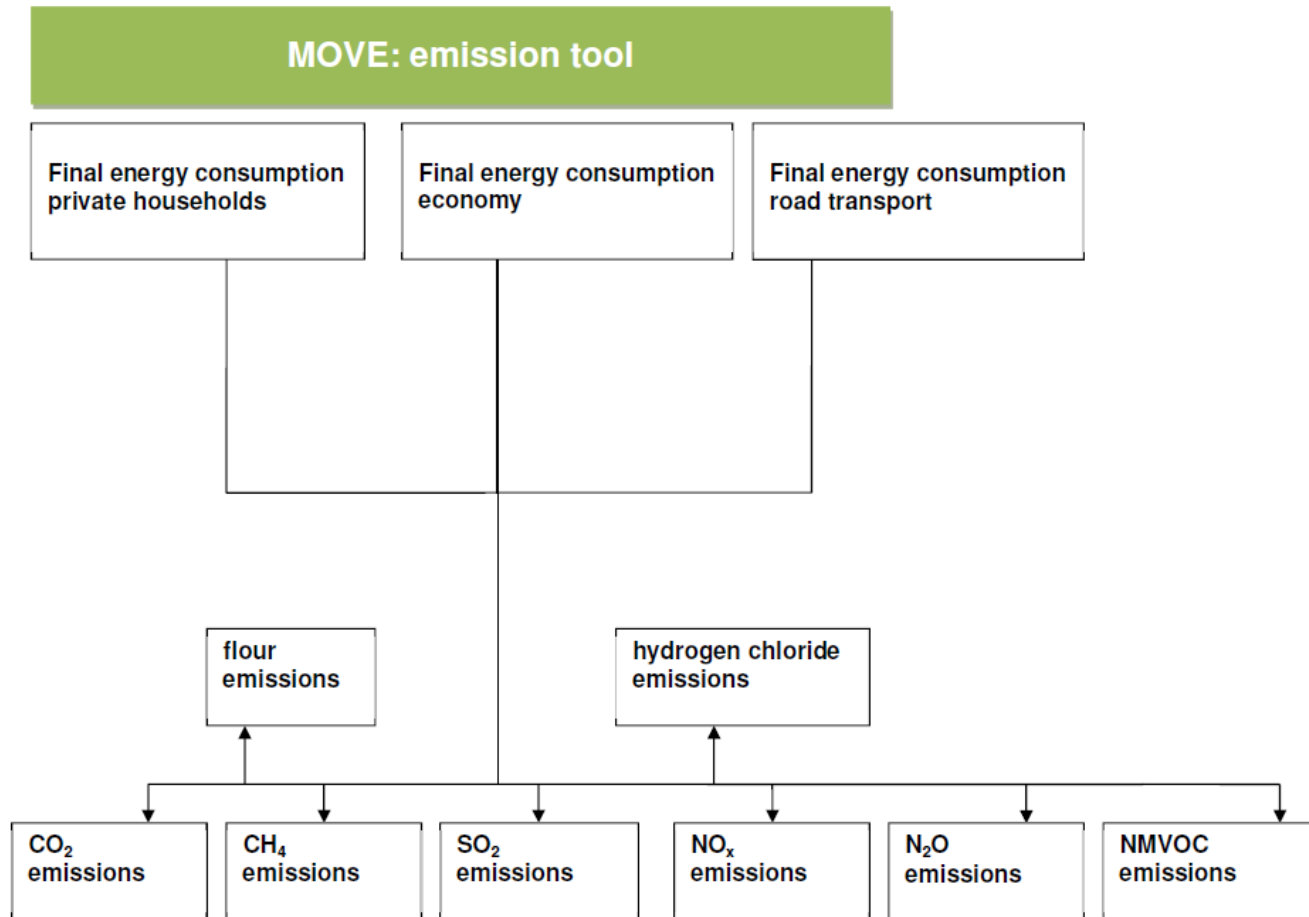 MOVE: emission tool
Final energy consumption
private households
Final energy consumption
economy
Final energy consumption
road transport
flour
emissions
hydrogen chloride
emissions
CO₂
emissions
CH₄
emissions
SO₂
emissions
NOₓ
emissions
N₂O
emissions
NMVOC
emissions